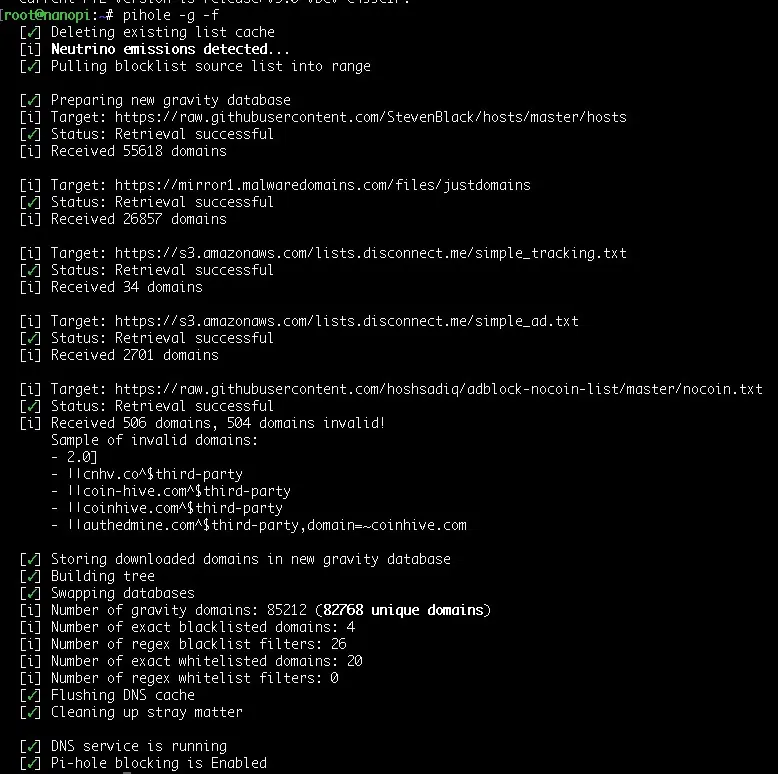 [root@nanopi:~# pihole -g -f
[✓] Deleting existing list cache
[i] Neutrino emissions detected...
[✓] Pulling blocklist source list into range
[✓] Preparing new gravity database
[i] Target: https://raw.githubusercontent.com/StevenBlack/hosts/master/hosts
[✓] Status: Retrieval successful
[i] Received 55618 domains
[i] Target: https://mirror1.malwaredomains.com/files/justdomains
[✓] Status: Retrieval successful
[i] Received 26857 domains
[i] Target: https://s3.amazonaws.com/lists.disconnect.me/simple_tracking.txt
[✓] Status: Retrieval successful
[i] Received 34 domains
[i] Target: https://s3.amazonaws.com/lists.disconnect.me/simple_ad.txt
[✓] Status: Retrieval successful
[i] Received 2701 domains
[i] Target: https://raw.githubusercontent.com/hoshsadiq/adblock-nocoin-list/master/nocoin.txt
[✓] Status: Retrieval successful
[i] Received 506 domains, 504 domains invalid!
Sample of invalid domains:
- 2.0]
- ||cnhv.co^$third-party
- ||coin-hive.com^$third-party
- ||coinhive.com^$third-party
- ||authedmine.com^$third-party,domain=~coinhive.com
[✓] Storing downloaded domains in new gravity database
[✓] Building tree
[✓] Swapping databases
[i] Number of gravity domains: 85212 (82768 unique domains)
[i] Number of exact blacklisted domains: 4
[i] Number of regex blacklist filters: 26
[i] Number of exact whitelisted domains: 20
[i] Number of regex whitelist filters: 0
[✓] Flushing DNS cache
[✓] Cleaning up stray matter
[✓] DNS service is running
[✓] Pi-hole blocking is Enabled